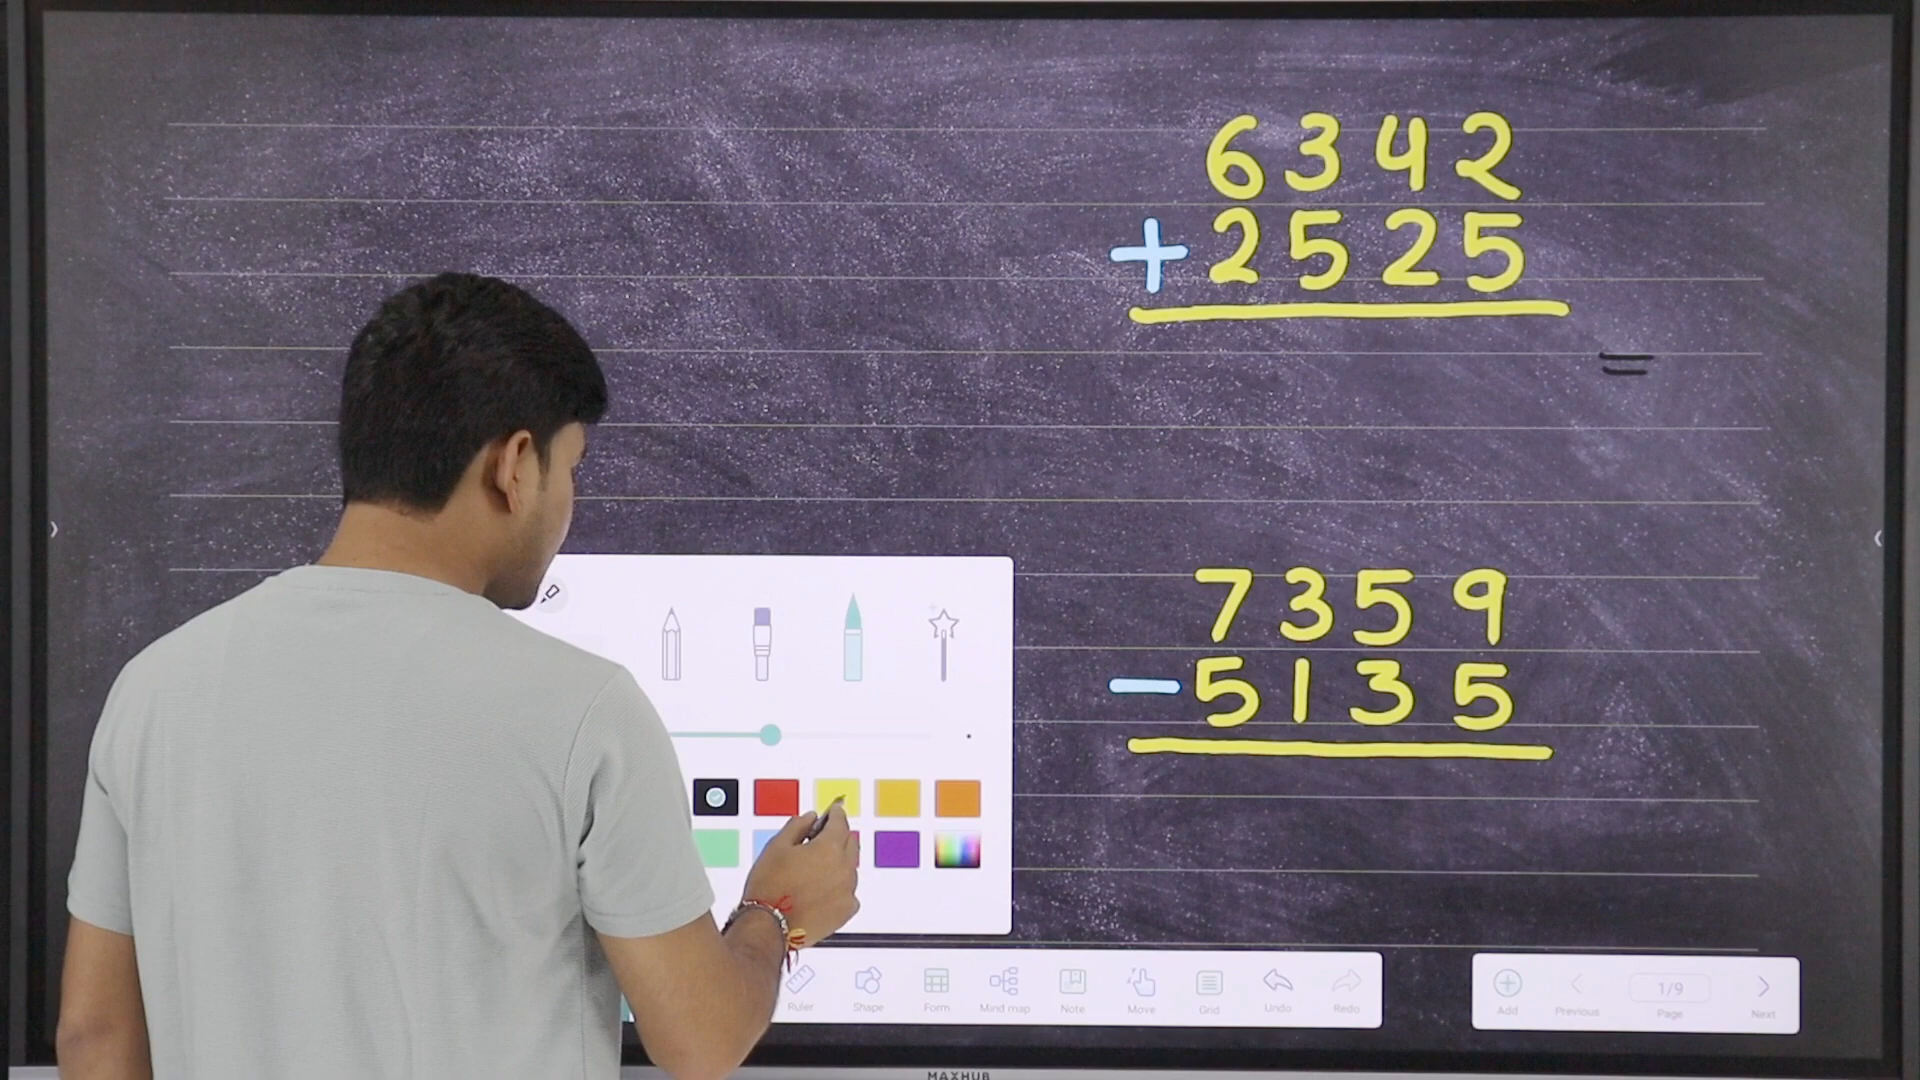 6342
+ 2525
=
7359
- 5135
Ruler Shape Form Mind map Note Move Grid Undo Redo
Add Previous 1/9 Page Next
MAXHUB